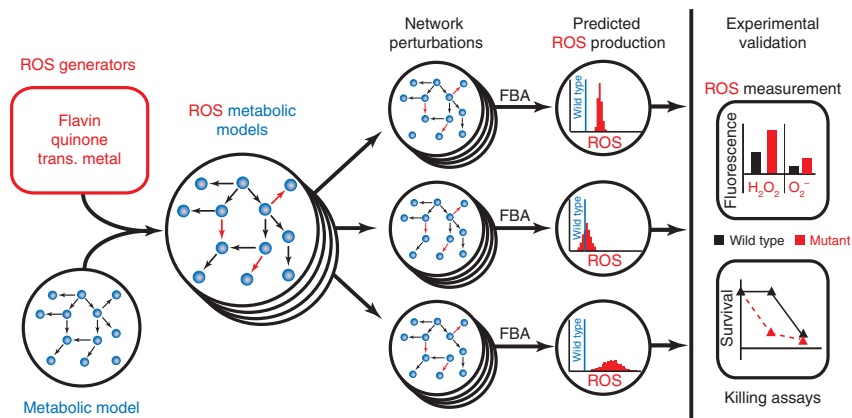 ROS generators
Flavin
quinone
trans. metal
Metabolic model
ROS metabolic
models
Network
perturbations
FBA
FBA
FBA
Predicted
ROS production
Wild type
ROS
Wild type
ROS
Wild type
ROS
Experimental
validation
ROS measurement
Fluorescence
H₂O₂ O₂⁻
Wild type Mutant
Survival
Killing assays